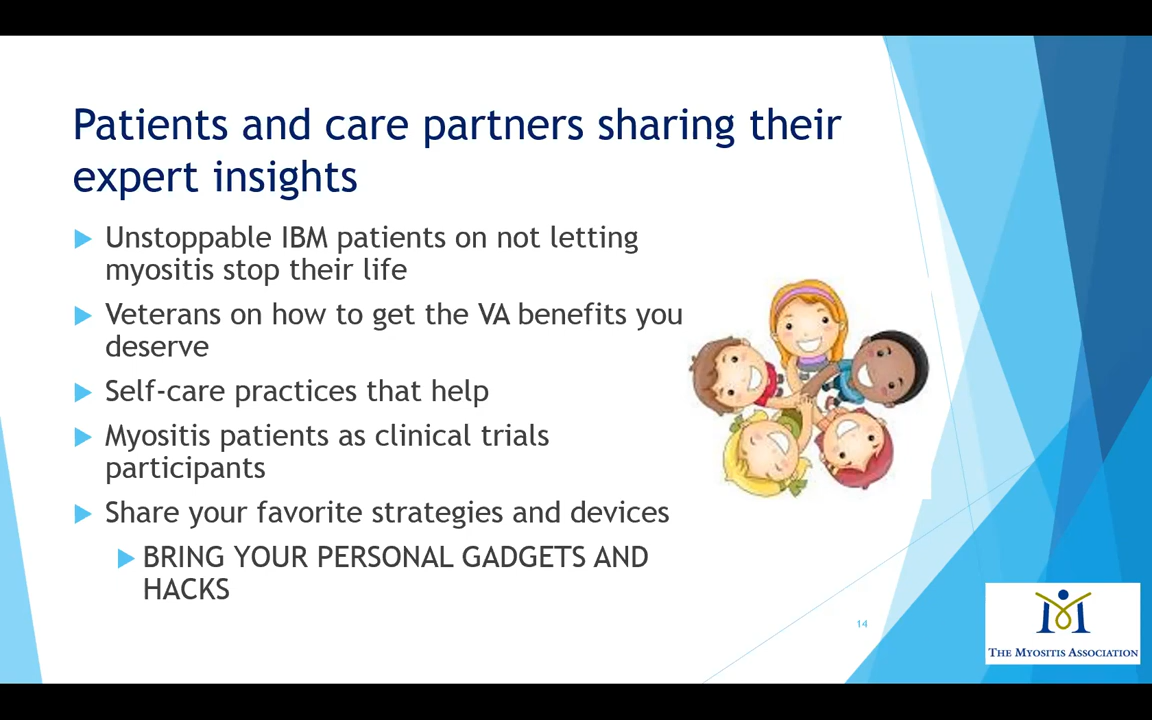 Patients and care partners sharing their
expert insights
Unstoppable IBM patients on not letting
myositis stop their life
Veterans on how to get the VA benefits you
deserve
Self-care practices that help
Myositis patients as clinical trials
participants
Share your favorite strategies and devices
BRING YOUR PERSONAL GADGETS AND
HACKS
14
THE MYOSITIS ASSOCIATION